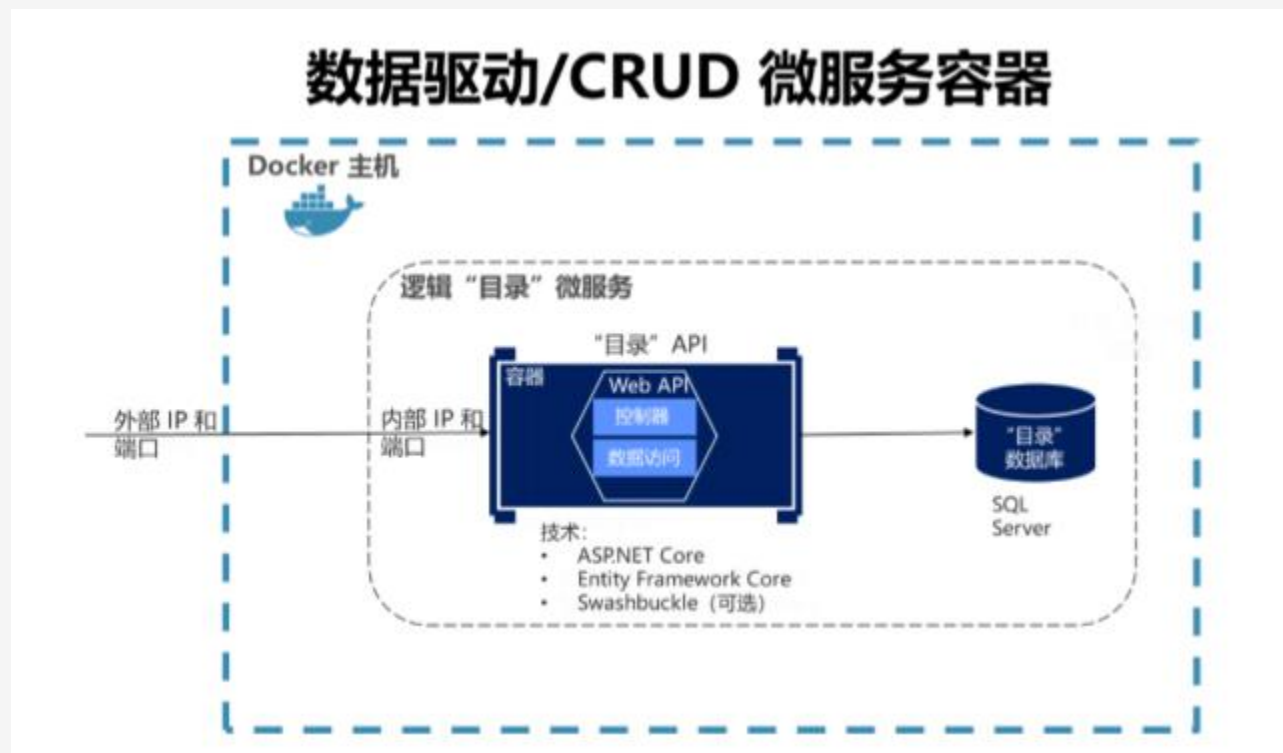 数据驱动/CRUD 微服务容器
Docker 主机
逻辑“目录”微服务
“目录” API
容器
Web API
控制器
数据访问
外部 IP 和
端口
内部 IP 和
端口
“目录”
数据库
SQL
Server
技术:
• ASP.NET Core
• Entity Framework Core
• Swashbuckle（可选）